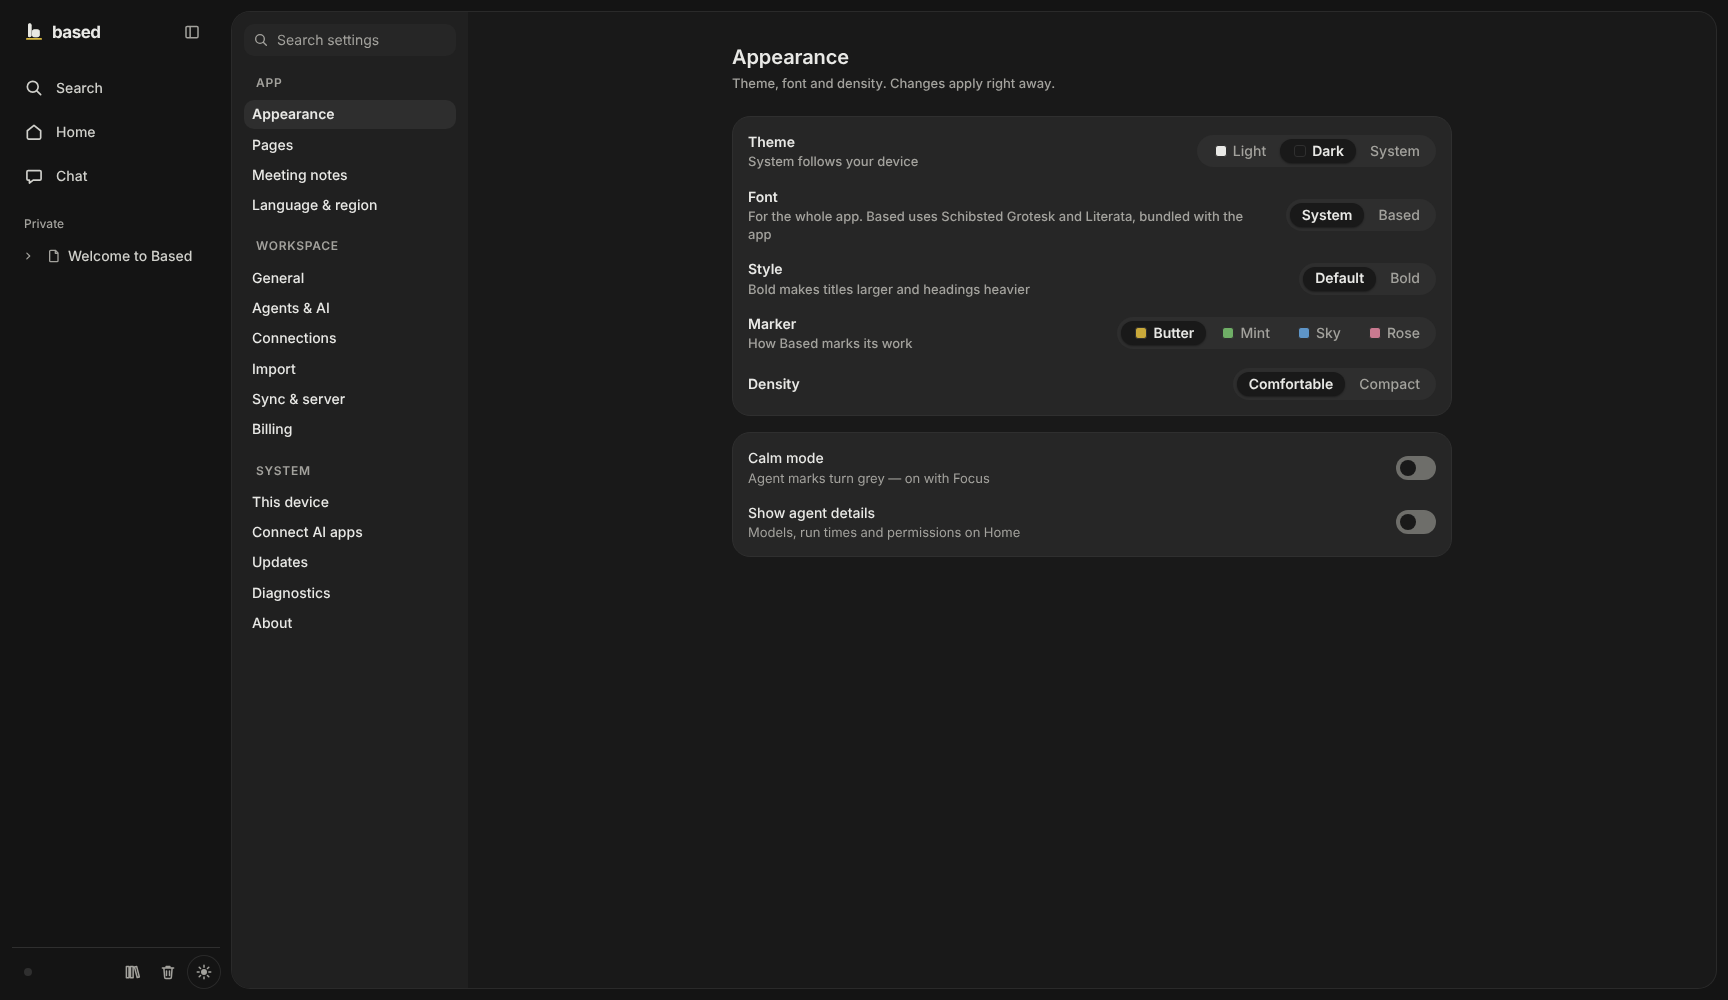 based
Search
Home
Chat
Private
Welcome to Based
Search settings
APP
Appearance
Pages
Meeting notes
Language & region
WORKSPACE
General
Agents & AI
Connections
Import
Sync & server
Billing
SYSTEM
This device
Connect AI apps
Updates
Diagnostics
About
Appearance
Theme, font and density. Changes apply right away.
Theme
System follows your device
Light Dark System
Font
For the whole app. Based uses Schibsted Grotesk and Literata, bundled with the
app
System Based
Style
Bold makes titles larger and headings heavier
Default Bold
Marker
How Based marks its work
Butter Mint Sky Rose
Density
Comfortable Compact
Calm mode
Agent marks turn grey — on with Focus
Show agent details
Models, run times and permissions on Home